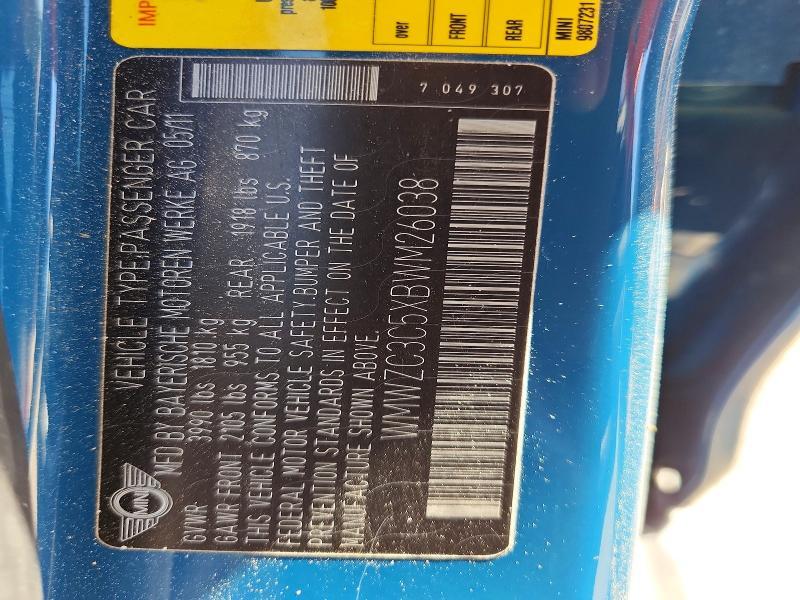 IMP
over
FRONT
REAR
MINI
9807231
7 049 307
MINI
VEHICLE TYPE:PASSENGER CAR
MFD BY BAYERISCHE MOTOREN WERKE AG 05/11
GVWR 3990 lbs 1810 kg
GAWR FRONT 2105 lbs 955 kg REAR 1918 lbs 870 kg
THIS VEHICLE CONFORMS TO ALL APPLICABLE U.S.
FEDERAL MOTOR VEHICLE SAFETY,BUMPER AND THEFT
PREVENTION STANDARDS IN EFFECT ON THE DATE OF
MANUFACTURE SHOWN ABOVE.
WMWZC3C5XBWM26038